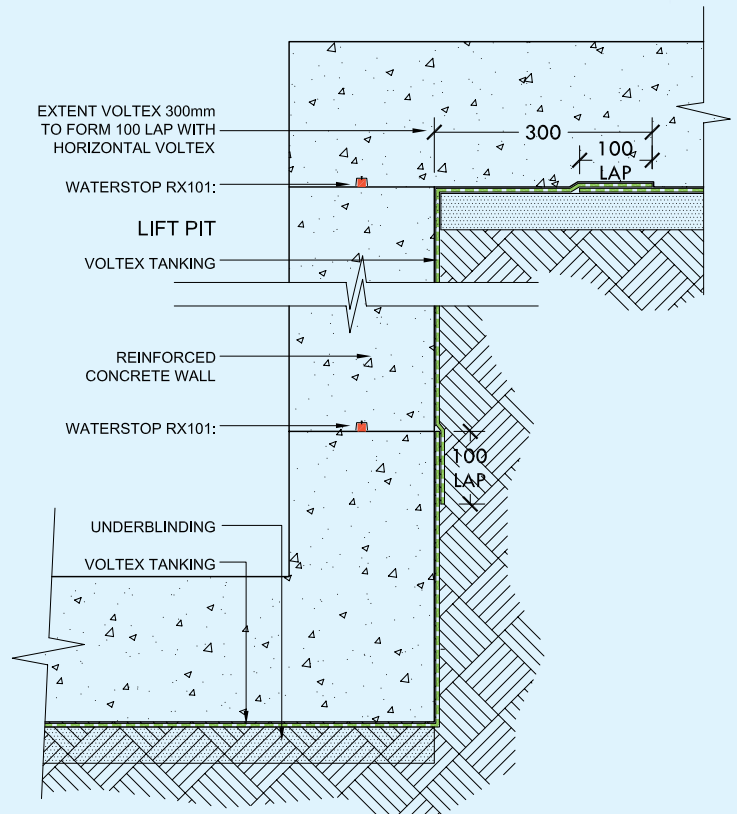 EXTENT VOLTEX 300mm
TO FORM 100 LAP WITH
HORIZONTAL VOLTEX
300
100
LAP
WATERSTOP RX101:
LIFT PIT
VOLTEX TANKING
REINFORCED
CONCRETE WALL
WATERSTOP RX101:
100
LAP
UNDERBLINDING
VOLTEX TANKING